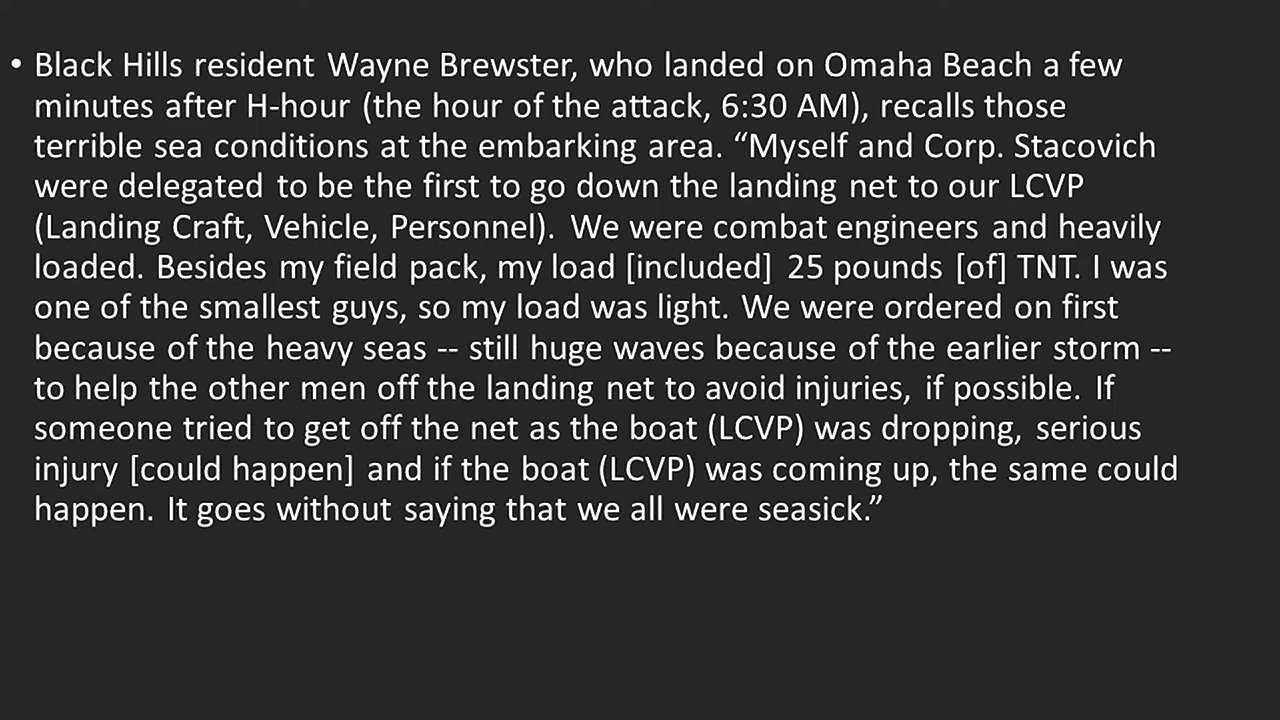 • Black Hills resident Wayne Brewster, who landed on Omaha Beach a few
minutes after H-hour (the hour of the attack, 6:30 AM), recalls those
terrible sea conditions at the embarking area. “Myself and Corp. Stacovich
were delegated to be the first to go down the landing net to our LCVP
(Landing Craft, Vehicle, Personnel). We were combat engineers and heavily
loaded. Besides my field pack, my load [included] 25 pounds [of] TNT. I was
one of the smallest guys, so my load was light. We were ordered on first
because of the heavy seas -- still huge waves because of the earlier storm --
to help the other men off the landing net to avoid injuries, if possible. If
someone tried to get off the net as the boat (LCVP) was dropping, serious
injury [could happen] and if the boat (LCVP) was coming up, the same could
happen. It goes without saying that we all were seasick.”